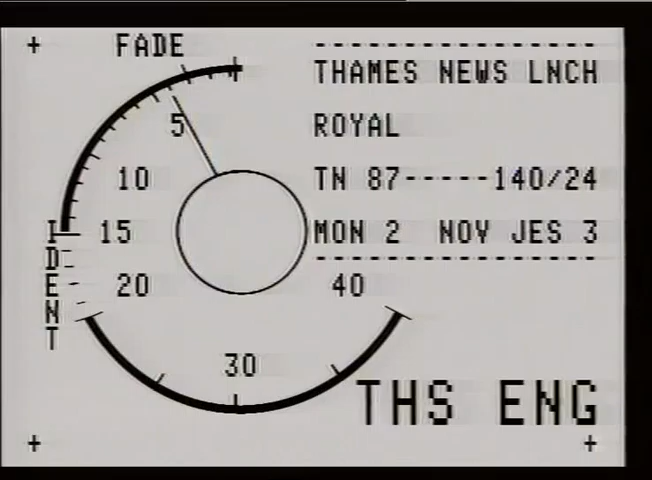 FADE
THAMES NEWS LNCH
ROYAL
5
TN 87-----140/24
10
MON 2 NOV JES 3
15
IDENT
20
40
30
THS ENG